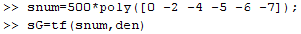 >> snum=500*poly([0 -2 -4 -5 -6 -7]);
>> sG=tf(snum,den)